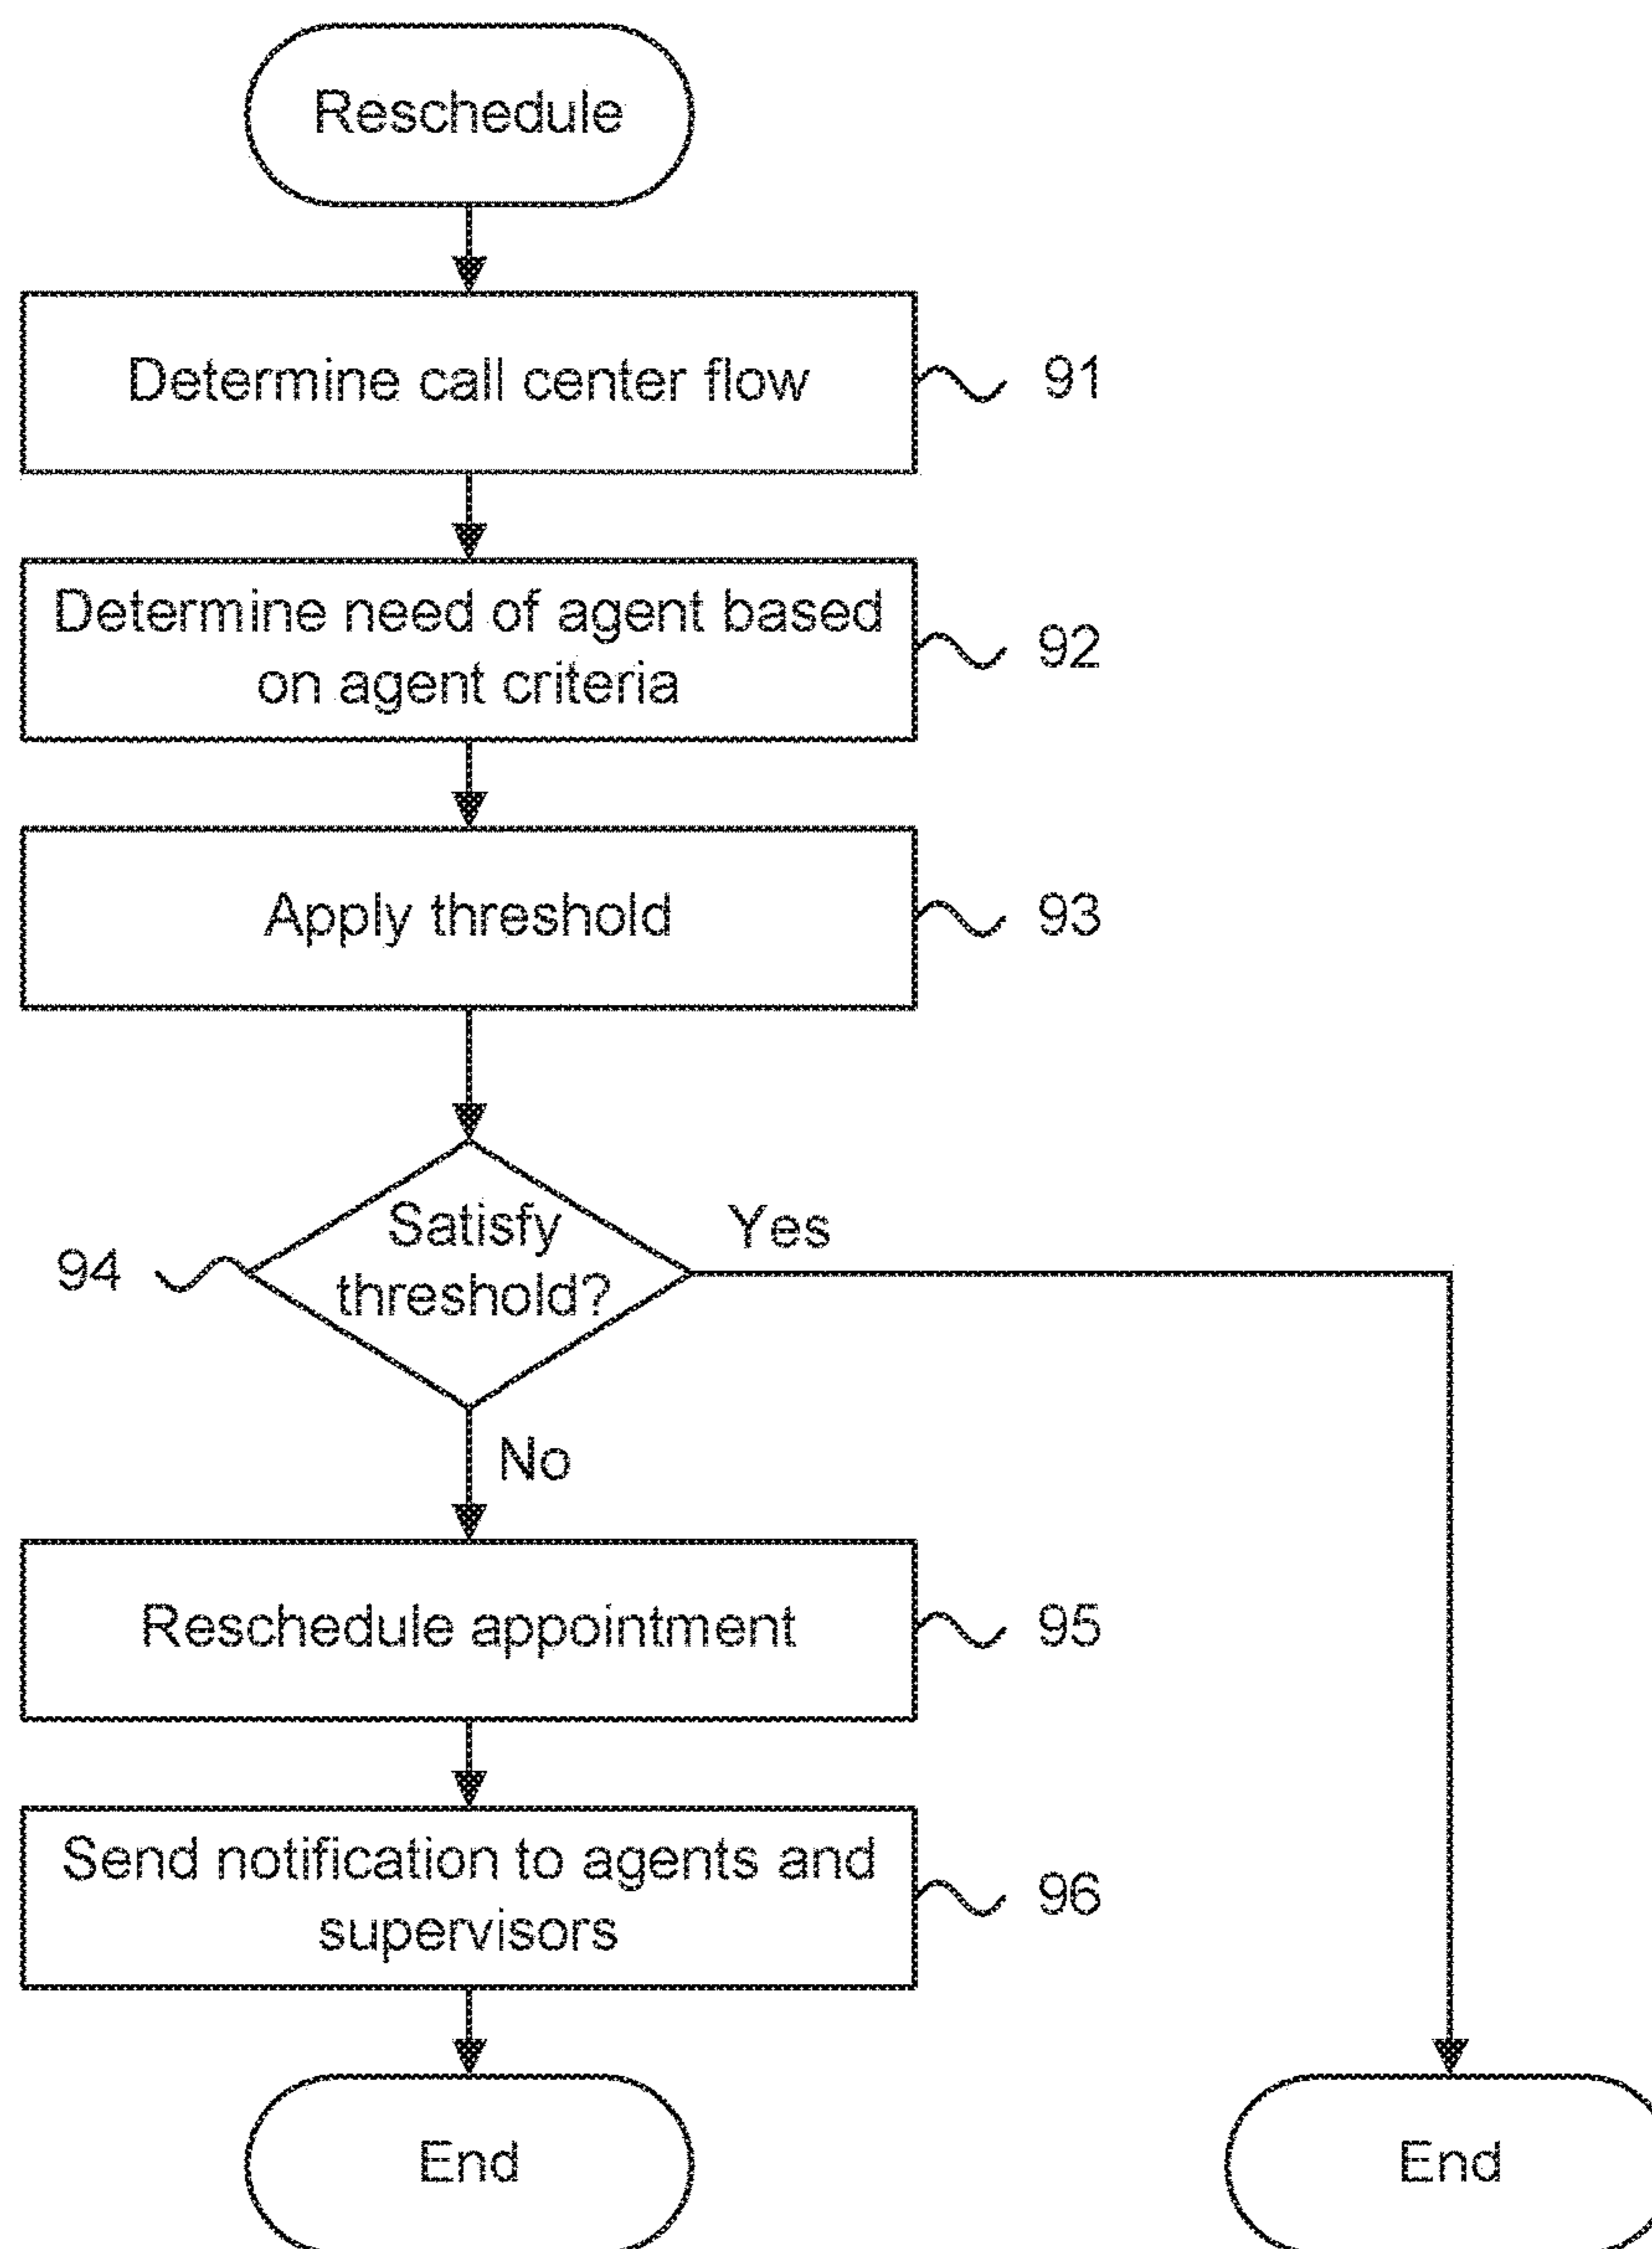 Reschedule
Determine call center flow
91
Determine need of agent based
on agent criteria
92
Apply threshold
93
Satisfy
threshold?
94
Yes
No
Reschedule appointment
95
Send notification to agents and
supervisors
96
End
End